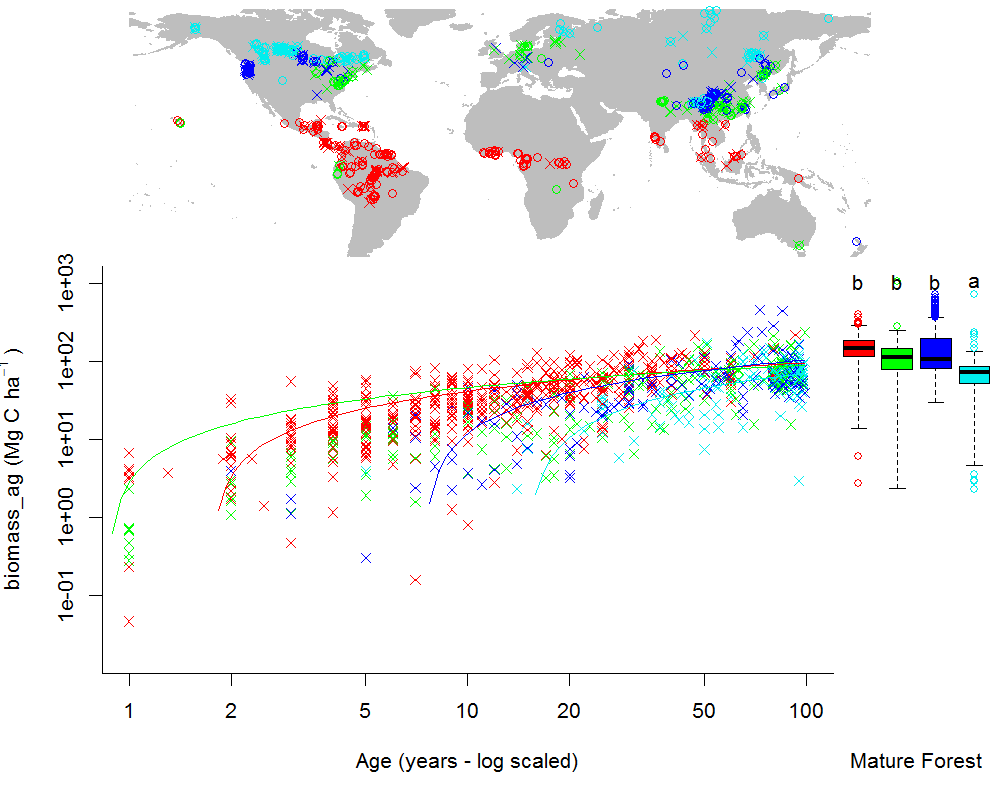 1e+03
1e+02
1e+01
1e+00
1e-01
biomass_ag (Mg C ha⁻¹)
b b b a
1 2 5 10 20 50 100
Age (years - log scaled) Mature Forest